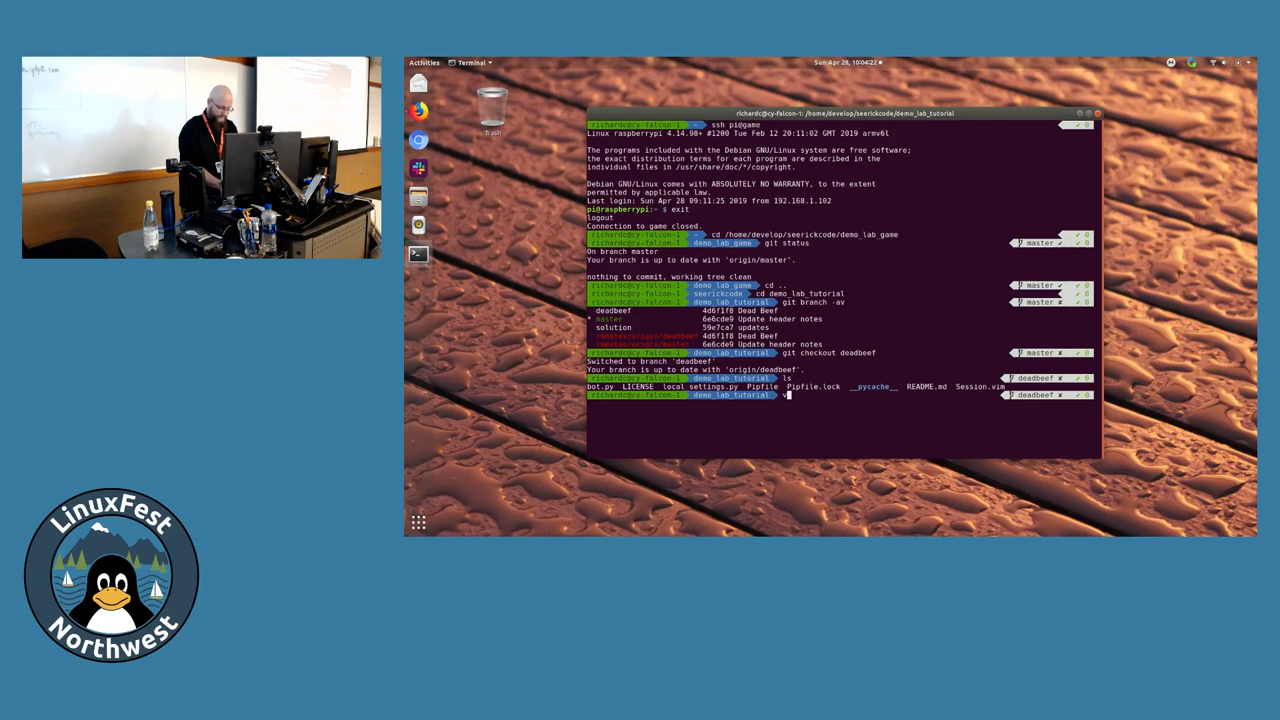 Activities
Terminal
Sun Apr 28, 10:04:22
Trash
richardc@cy-falcon-1: /home/develop/seerickcode/demo_lab_tutorial
richardc@cy-falcon-1 ~ ssh pi@game
Linux raspberrypi 4.14.98+ #1200 Tue Feb 12 20:11:02 GMT 2019 armv6l
The programs included with the Debian GNU/Linux system are free software;
the exact distribution terms for each program are described in the
individual files in /usr/share/doc/*/copyright.
Debian GNU/Linux comes with ABSOLUTELY NO WARRANTY, to the extent
permitted by applicable law.
Last login: Sun Apr 28 09:11:25 2019 from 192.168.1.102
pi@raspberrypi:~ $ exit
logout
Connection to game closed.
richardc@cy-falcon-1 ~ cd /home/develop/seerickcode/demo_lab_game
richardc@cy-falcon-1 demo_lab_game git status master ✔ ✔ 0
On branch master
Your branch is up to date with 'origin/master'.
nothing to commit, working tree clean
richardc@cy-falcon-1 demo_lab_game cd .. master ✔ ✔ 0
richardc@cy-falcon-1 seerickcode cd demo_lab_tutorial ✔ 0
richardc@cy-falcon-1 demo_lab_tutorial git branch -av master ✘ ✔ 0
deadbeef 4d6f1f8 Dead Beef
* master 6e6cde9 Update header notes
solution 59e7ca7 updates
remotes/origin/deadbeef 4d6f1f8 Dead Beef
remotes/origin/master 6e6cde9 Update header notes
richardc@cy-falcon-1 demo_lab_tutorial git checkout deadbeef master ✘ ✔ 0
Switched to branch 'deadbeef'
Your branch is up to date with 'origin/deadbeef'.
richardc@cy-falcon-1 demo_lab_tutorial ls deadbeef ✘ ✔ 0
bot.py LICENSE local_settings.py Pipfile Pipfile.lock __pycache__ README.md Session.vim
richardc@cy-falcon-1 demo_lab_tutorial v deadbeef ✘ ✔ 0
LinuxFest
Northwest